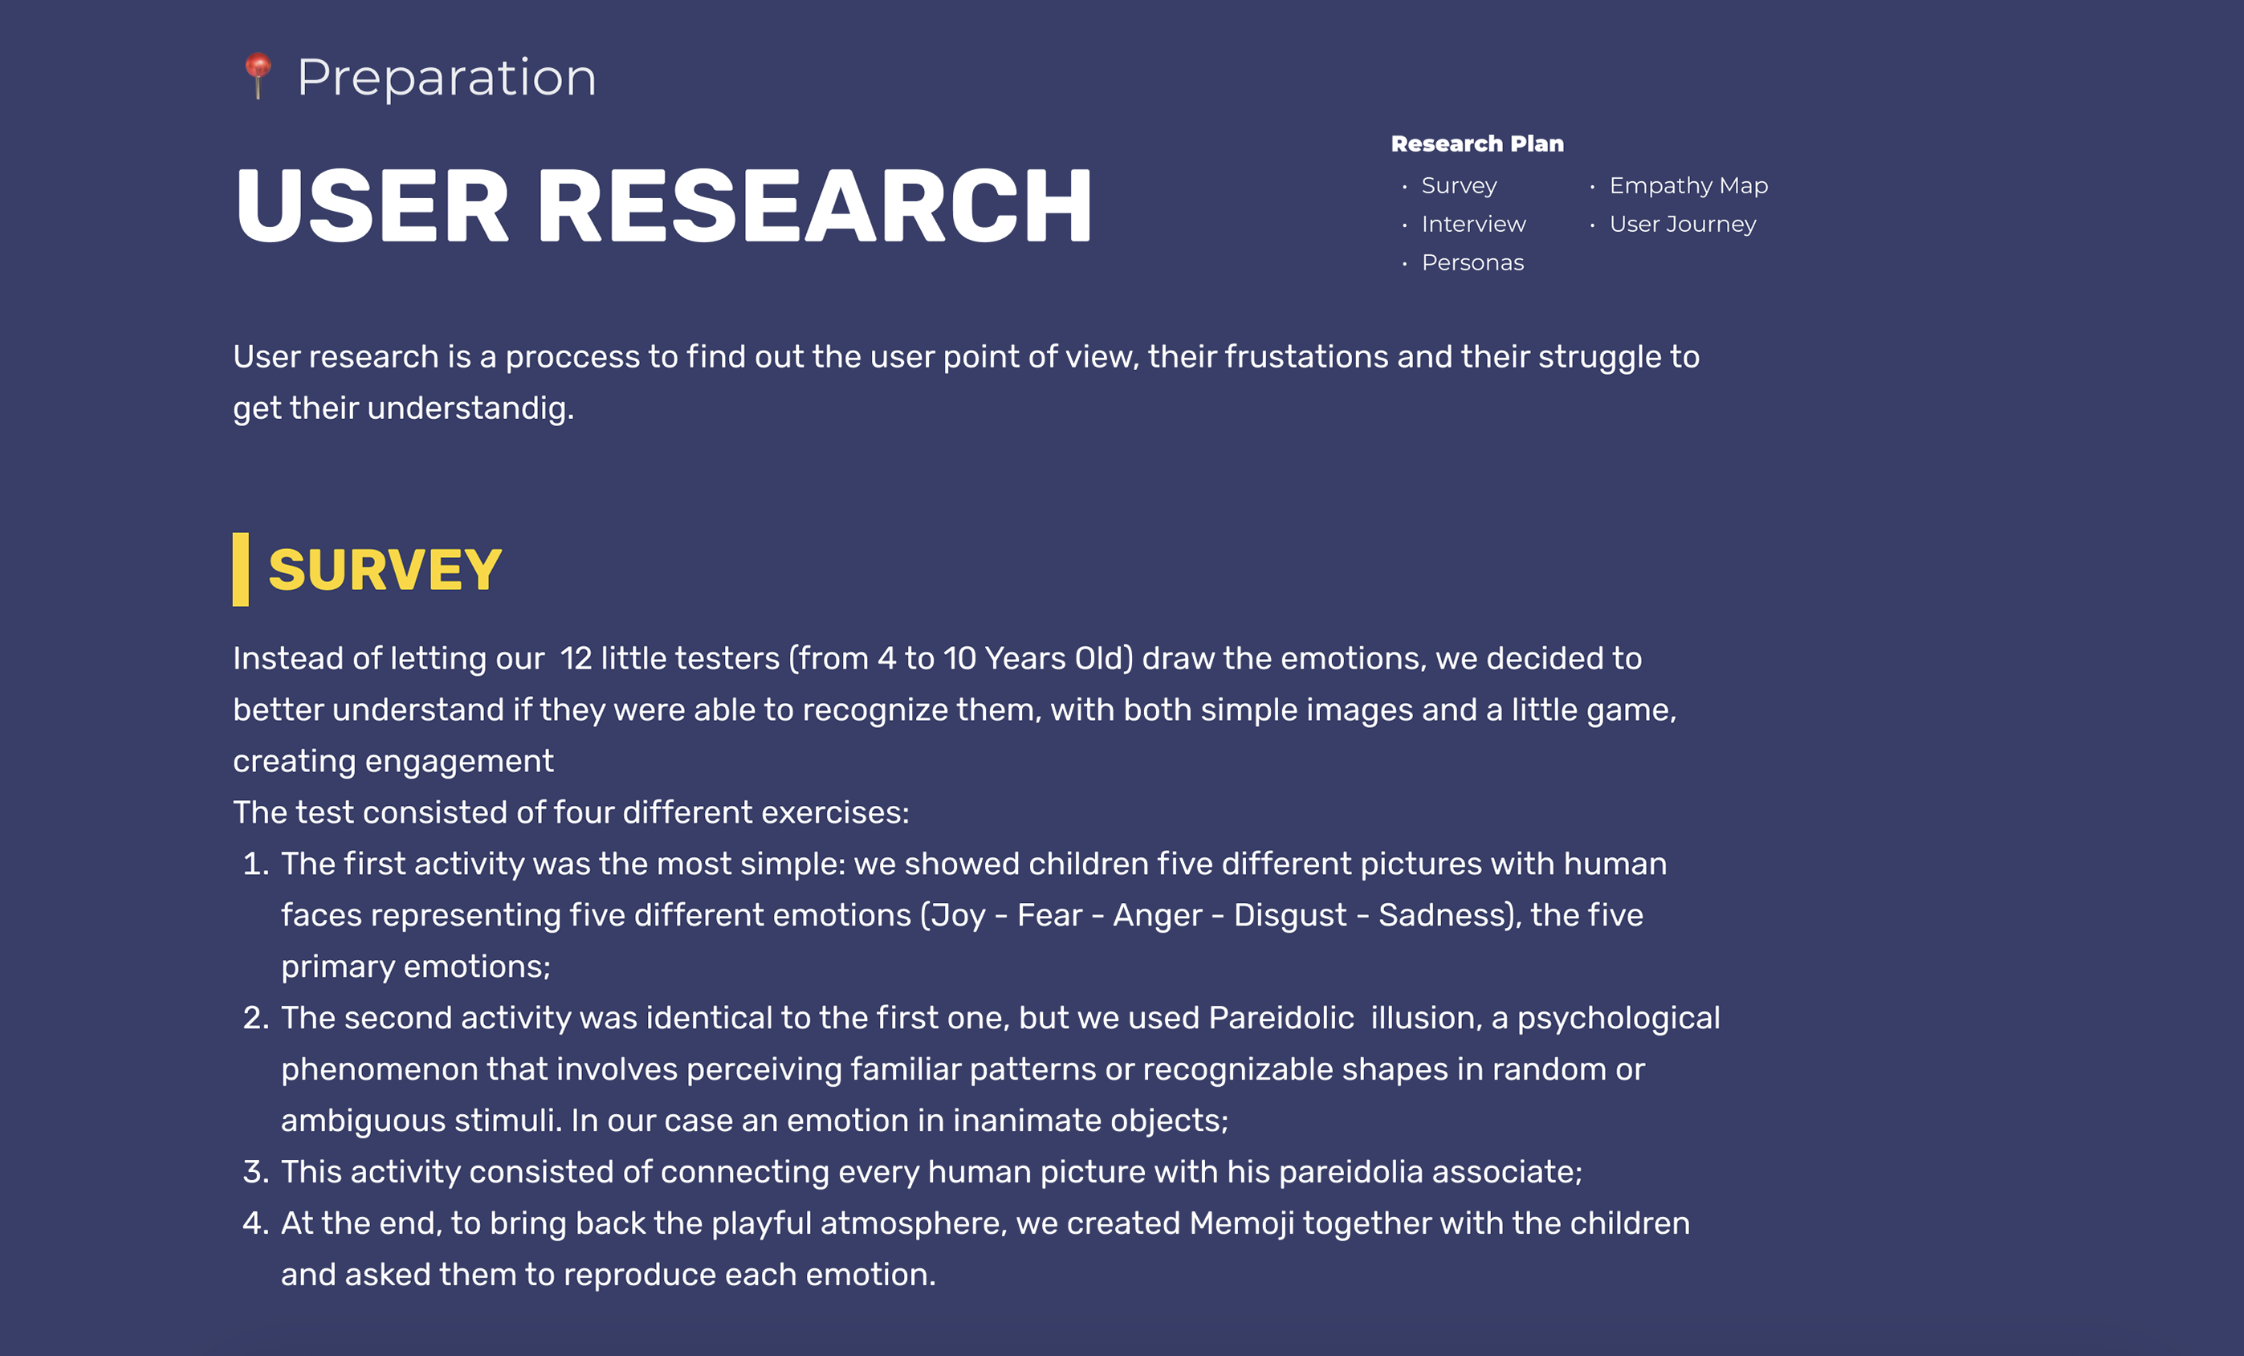 Preparation
USER RESEARCH
Research Plan
• Survey
• Interview
• Personas
• Empathy Map
• User Journey
User research is a proccess to find out the user point of view, their frustations and their struggle to
get their understandig.
SURVEY
Instead of letting our  12 little testers (from 4 to 10 Years Old) draw the emotions, we decided to
better understand if they were able to recognize them, with both simple images and a little game,
creating engagement
The test consisted of four different exercises:
1. The first activity was the most simple: we showed children five different pictures with human
faces representing five different emotions (Joy - Fear - Anger - Disgust - Sadness), the five
primary emotions;
2. The second activity was identical to the first one, but we used Pareidolic  illusion, a psychological
phenomenon that involves perceiving familiar patterns or recognizable shapes in random or
ambiguous stimuli. In our case an emotion in inanimate objects;
3. This activity consisted of connecting every human picture with his pareidolia associate;
4. At the end, to bring back the playful atmosphere, we created Memoji together with the children
and asked them to reproduce each emotion.